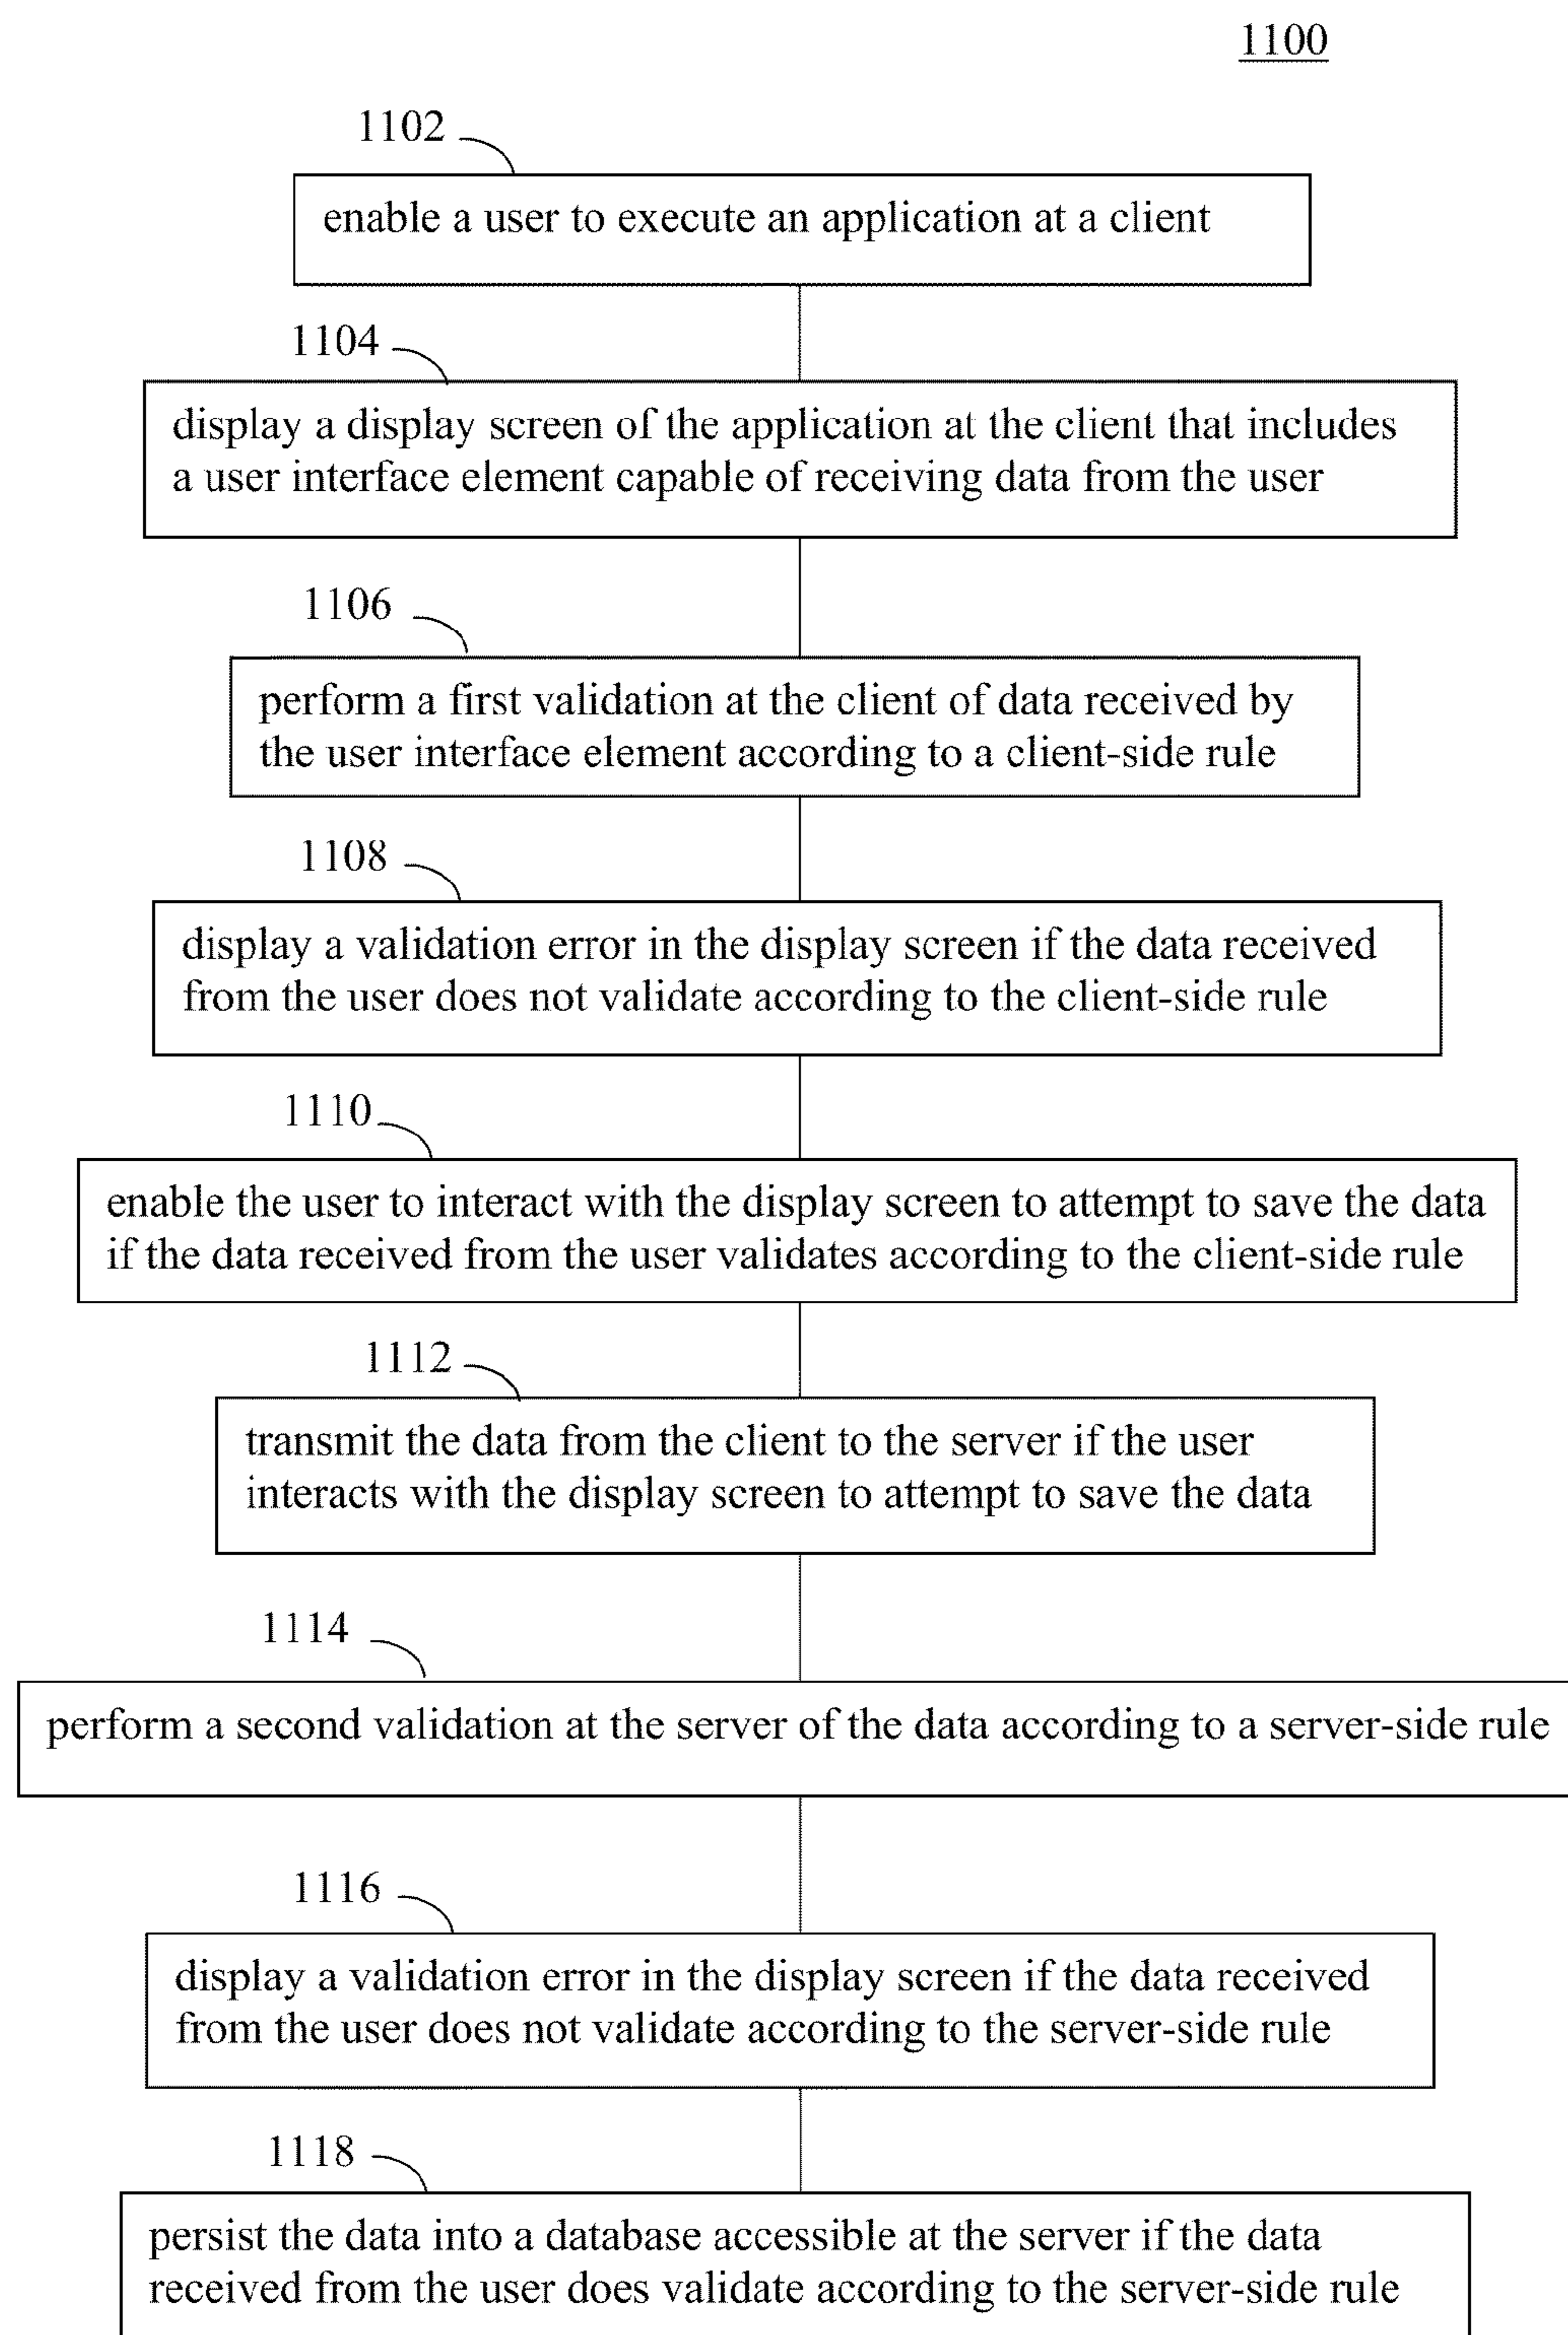 1100
1102
enable a user to execute an application at a client
1104
display a display screen of the application at the client that includes
a user interface element capable of receiving data from the user
1106
perform a first validation at the client of data received by
the user interface element according to a client-side rule
1108
display a validation error in the display screen if the data received
from the user does not validate according to the client-side rule
1110
enable the user to interact with the display screen to attempt to save the data
if the data received from the user validates according to the client-side rule
1112
transmit the data from the client to the server if the user
interacts with the display screen to attempt to save the data
1114
perform a second validation at the server of the data according to a server-side rule
1116
display a validation error in the display screen if the data received
from the user does not validate according to the server-side rule
1118
persist the data into a database accessible at the server if the data
received from the user does validate according to the server-side rule